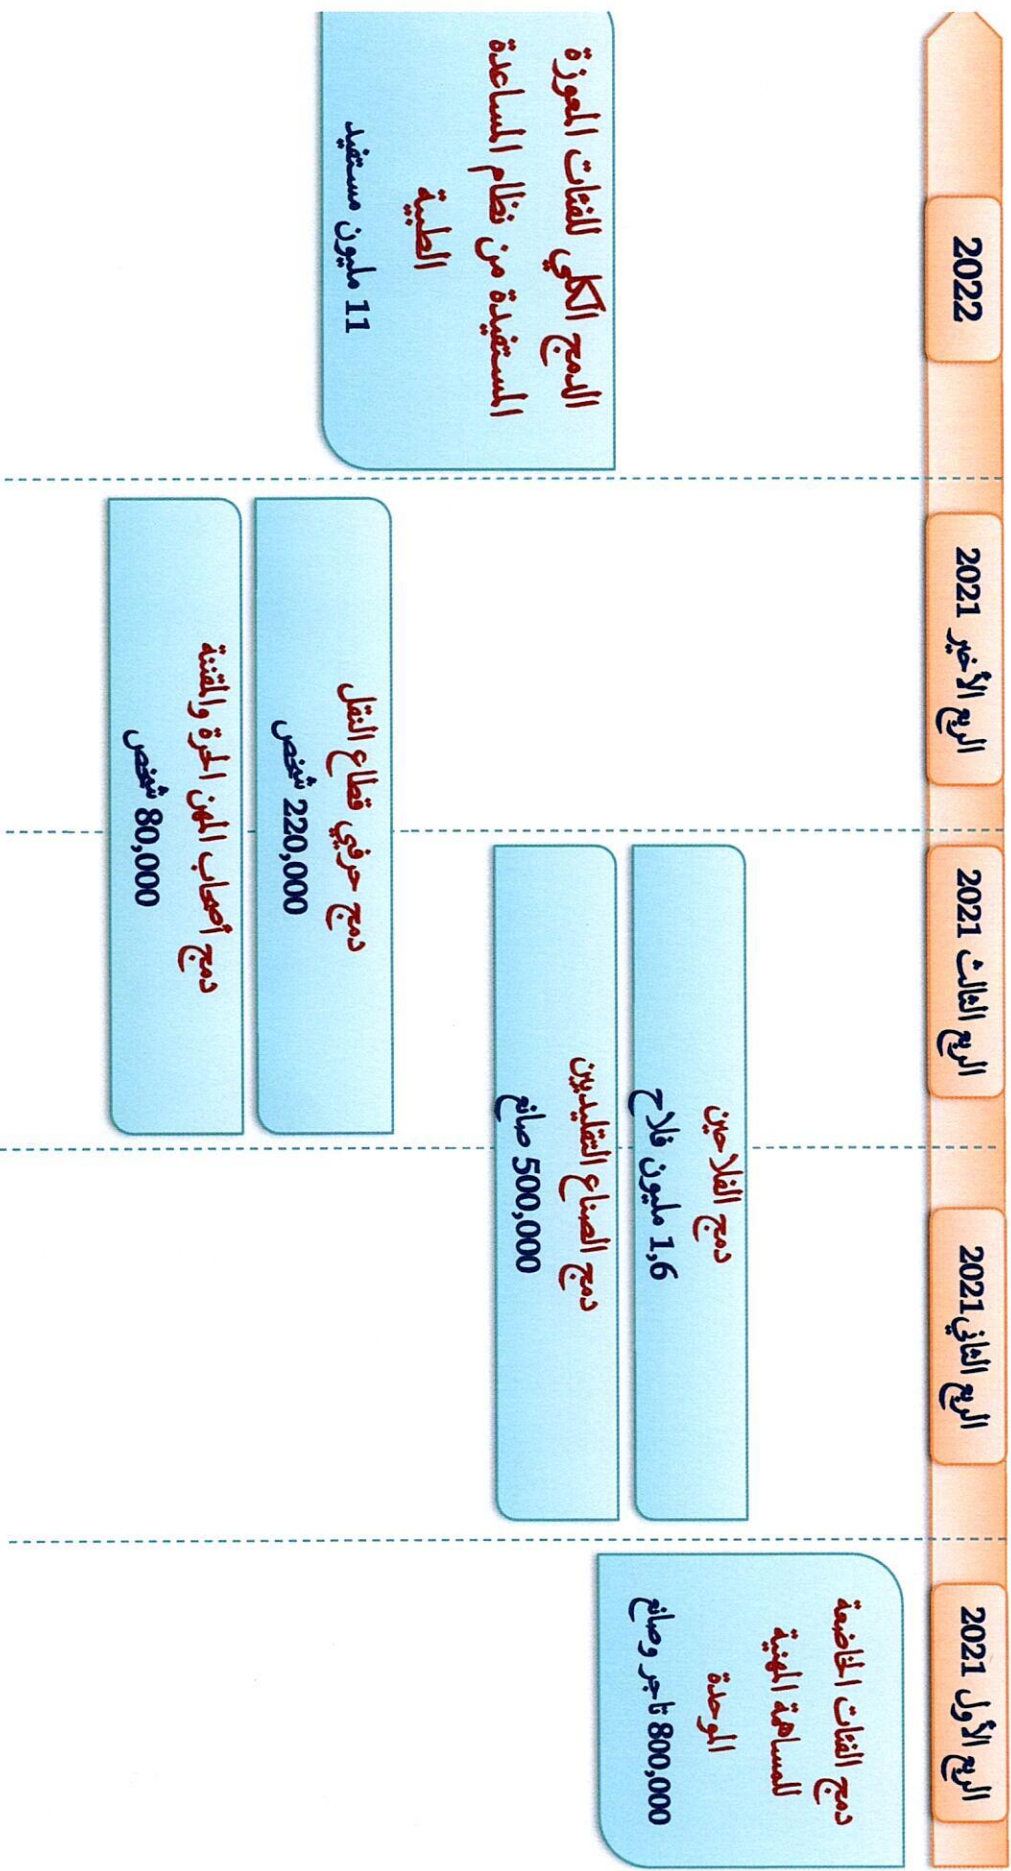 الربع الأول 2021
الربع الثاني 2021
الربع الثالث 2021
الربع الأخير 2021
2022
دمج الفئات الخاضعة
للمساهمة المهنية
الموحدة
800,000 تاجر وصانع
دمج الفلاحين
1,6 مليون فلاح
دمج الصناع التقليديين
500,000 صانع
دمج حرفيي قطاع النقل
220,000 شخص
دمج أصحاب المهن الحرة والمقننة
80,000 شخص
الدمج الكلي للفئات المعوزة
المستفيدة من نظام المساعدة
الطبية
11 مليون مستفيد